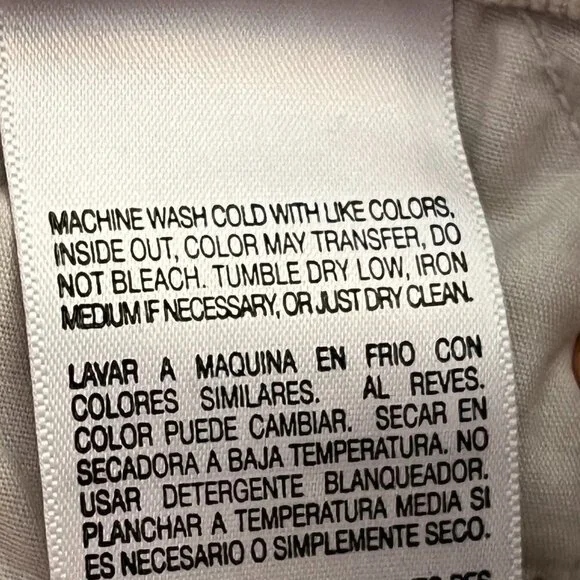 MACHINE WASH COLD WITH LIKE COLORS,
INSIDE OUT, COLOR MAY TRANSFER, DO
NOT BLEACH. TUMBLE DRY LOW, IRON
MEDIUM IF NECESSARY, OR JUST DRY CLEAN.
LAVAR A MAQUINA EN FRIO CON
COLORES SIMILARES. AL REVES.
COLOR PUEDE CAMBIAR. SECAR EN
SECADORA A BAJA TEMPERATURA. NO
USAR DETERGENTE BLANQUEADOR.
PLANCHAR A TEMPERATURA MEDIA SI
ES NECESARIO O SIMPLEMENTE SECO.